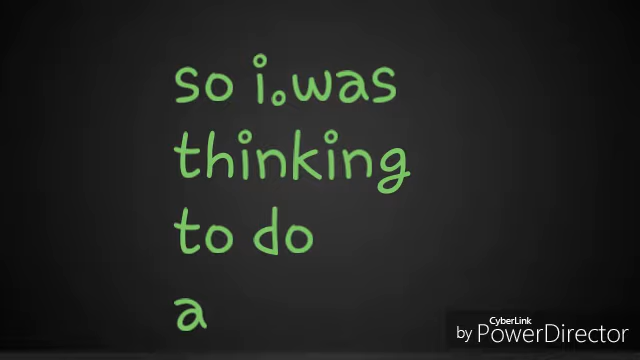 so i.was
thinking
to do
a
CyberLink
by PowerDirector